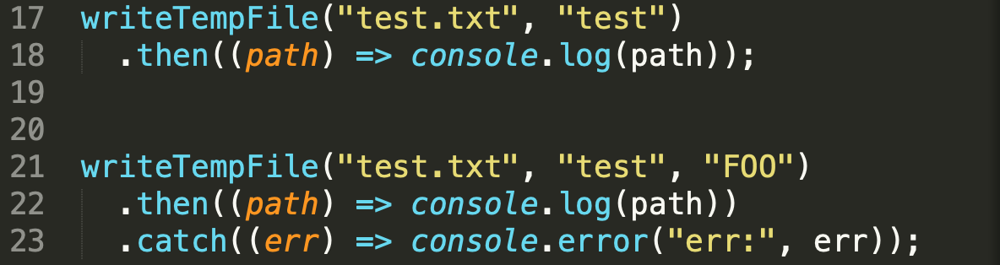 17 writeTempFile("test.txt", "test")
18   .then((path) => console.log(path));
19
20
21 writeTempFile("test.txt", "test", "FOO")
22   .then((path) => console.log(path))
23   .catch((err) => console.error("err:", err));